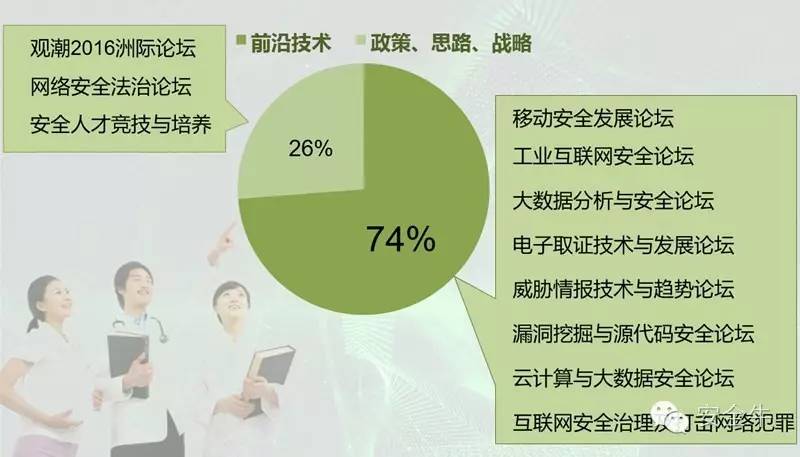 前沿技术 政策、思路、战略
观潮2016洲际论坛
网络安全法治论坛
安全人才竞技与培养
26%
74%
移动安全发展论坛
工业互联网安全论坛
大数据分析与安全论坛
电子取证技术与发展论坛
威胁情报技术与趋势论坛
漏洞挖掘与源代码安全论坛
云计算与大数据安全论坛
互联网安全治理及打击网络犯罪
安全牛